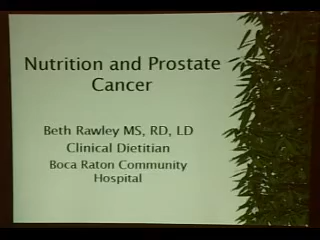 Nutrition and Prostate
Cancer
Beth Rawley MS, RD, LD
Clinical Dietitian
Boca Raton Community
Hospital